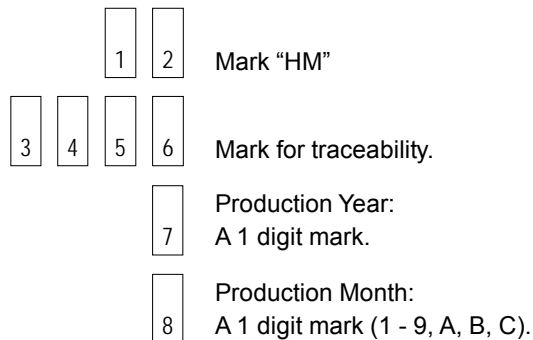 1 2 Mark “HM”
3 4 5 6 Mark for traceability.
Production Year:
7 A 1 digit mark.
Production Month:
8 A 1 digit mark (1 - 9, A, B, C).